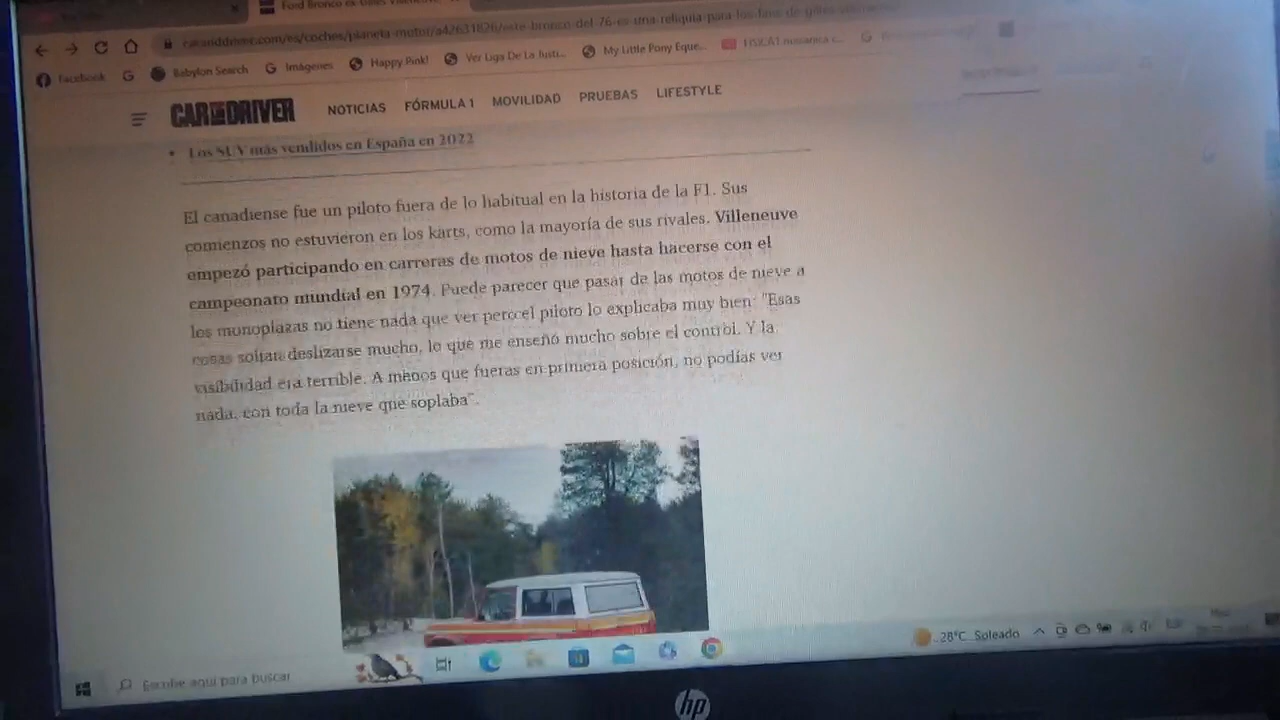 Ford Bronco ex Gilles Villeneuve
caranddriver.com/es/coches/planeta-motor/a42631826/este-bronco-del-76-es-una-reliquia-para-los-fans-de-gilles-villeneuve/
Facebook G Babylon Search G Imágenes Happy Pink! Ver Liga De La Justi... My Little Pony Eque...
CAR AND DRIVER NOTICIAS FÓRMULA 1 MOVILIDAD PRUEBAS LIFESTYLE
• Los SUV más vendidos en España en 2022
El canadiense fue un piloto fuera de lo habitual en la historia de la F1. Sus
comienzos no estuvieron en los karts, como la mayoría de sus rivales. Villeneuve
empezó participando en carreras de motos de nieve hasta hacerse con el
campeonato mundial en 1974. Puede parecer que pasar de las motos de nieve a
los monoplazas no tiene nada que ver pero el piloto lo explicaba muy bien: "Esas
cosas solían deslizarse mucho, lo que me enseñó mucho sobre el control. Y la
visibilidad era terrible. A menos que fueras en primera posición, no podías ver
nada, con toda la nieve que soplaba".
Escribe aquí para buscar
28°C Soleado
hp